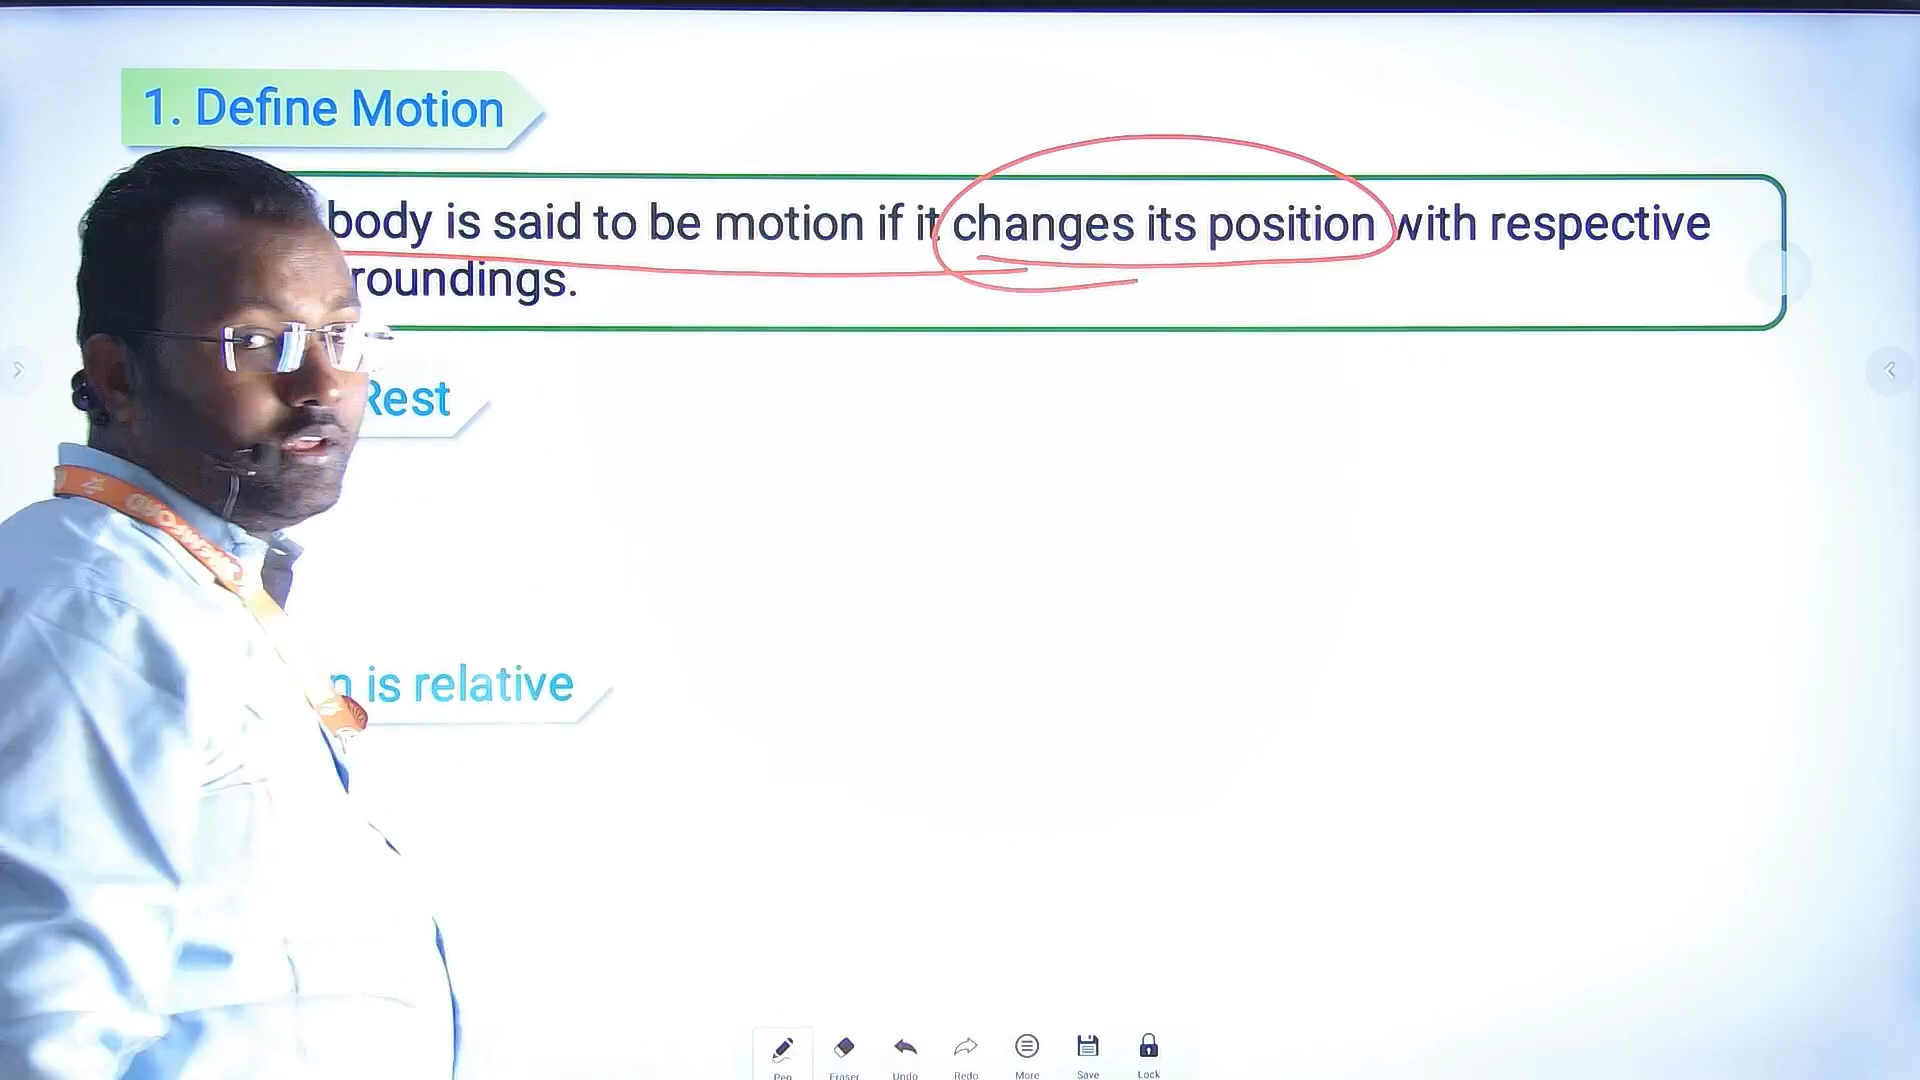 1. Define Motion
body is said to be motion if it changes its position with respective
roundings.
Rest
n is relative
Pen Eraser Undo Redo More Save Lock